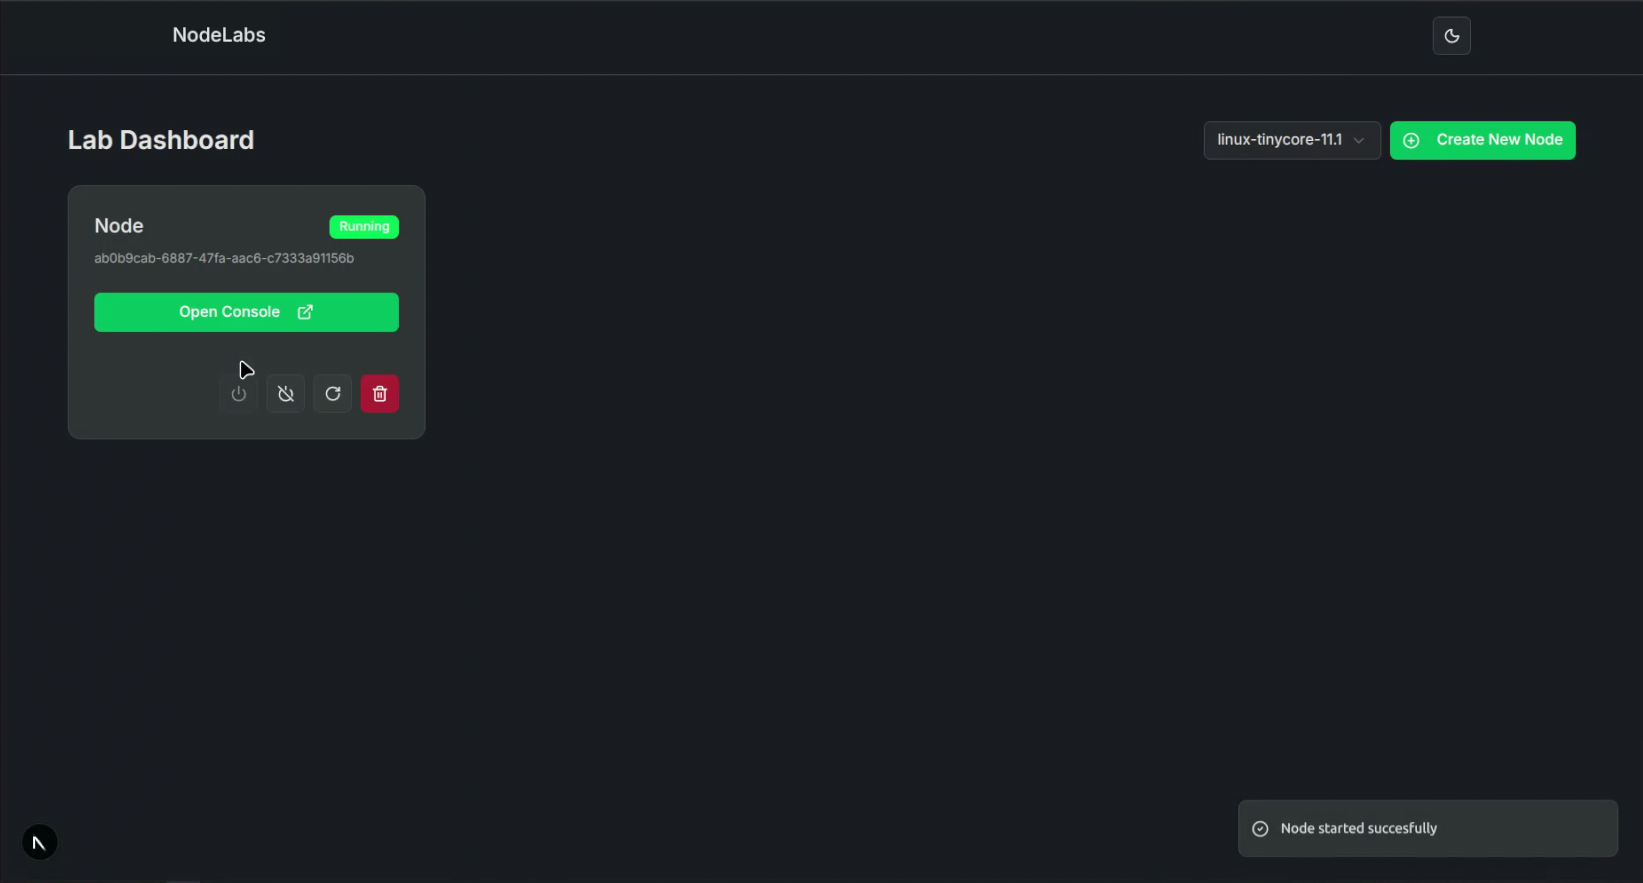 NodeLabs
Lab Dashboard
linux-tinycore-11.1
Create New Node
Node
Running
ab0b9cab-6887-47fa-aac6-c7333a91156b
Open Console
Node started succesfully